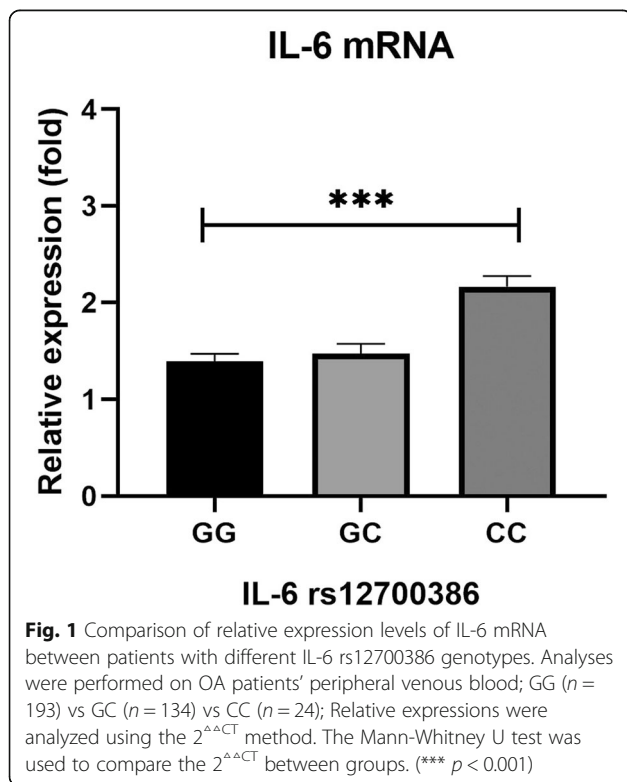 IL-6 mRNA
Relative expression (fold)
4
3
2
1
0
***
GG GC CC
IL-6 rs12700386
Fig. 1 Comparison of relative expression levels of IL-6 mRNA
between patients with different IL-6 rs12700386 genotypes. Analyses
were performed on OA patients’ peripheral venous blood; GG (n =
193) vs GC (n = 134) vs CC (n = 24); Relative expressions were
analyzed using the 2^△△CT method. The Mann-Whitney U test was
used to compare the 2^△△CT between groups. (*** p < 0.001)